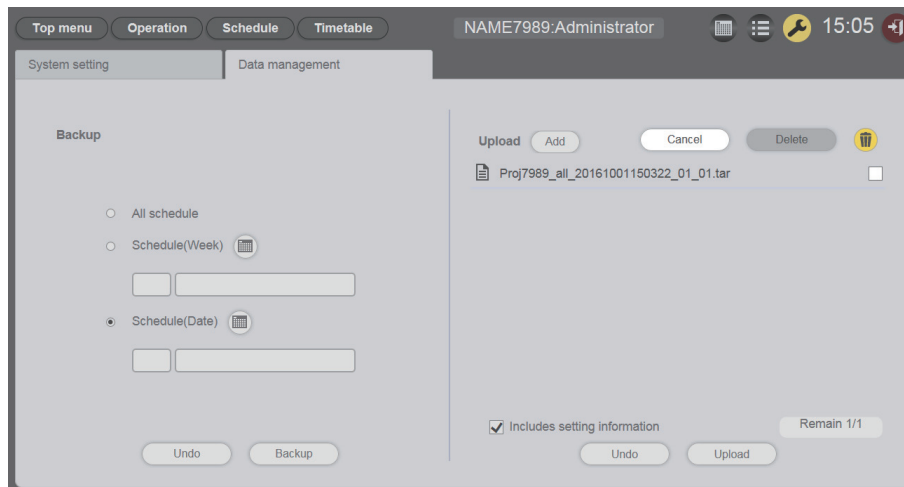 Top menu Operation Schedule Timetable NAME7989:Administrator 15:05
System setting Data management
Backup
All schedule
Schedule(Week)
Schedule(Date)
Undo Backup
Upload Add Cancel Delete
Proj7989_all_20161001150322_01_01.tar
Includes setting information Remain 1/1
Undo Upload